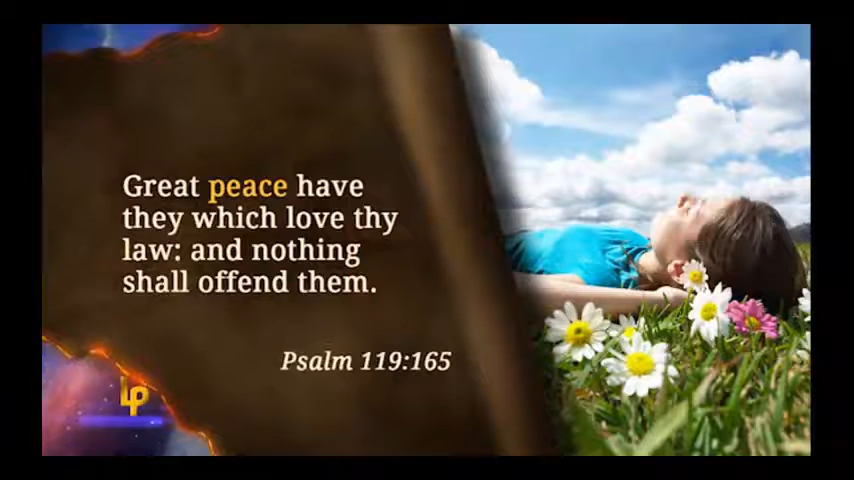 Great peace have
they which love thy
law: and nothing
shall offend them.
Psalm 119:165
LP